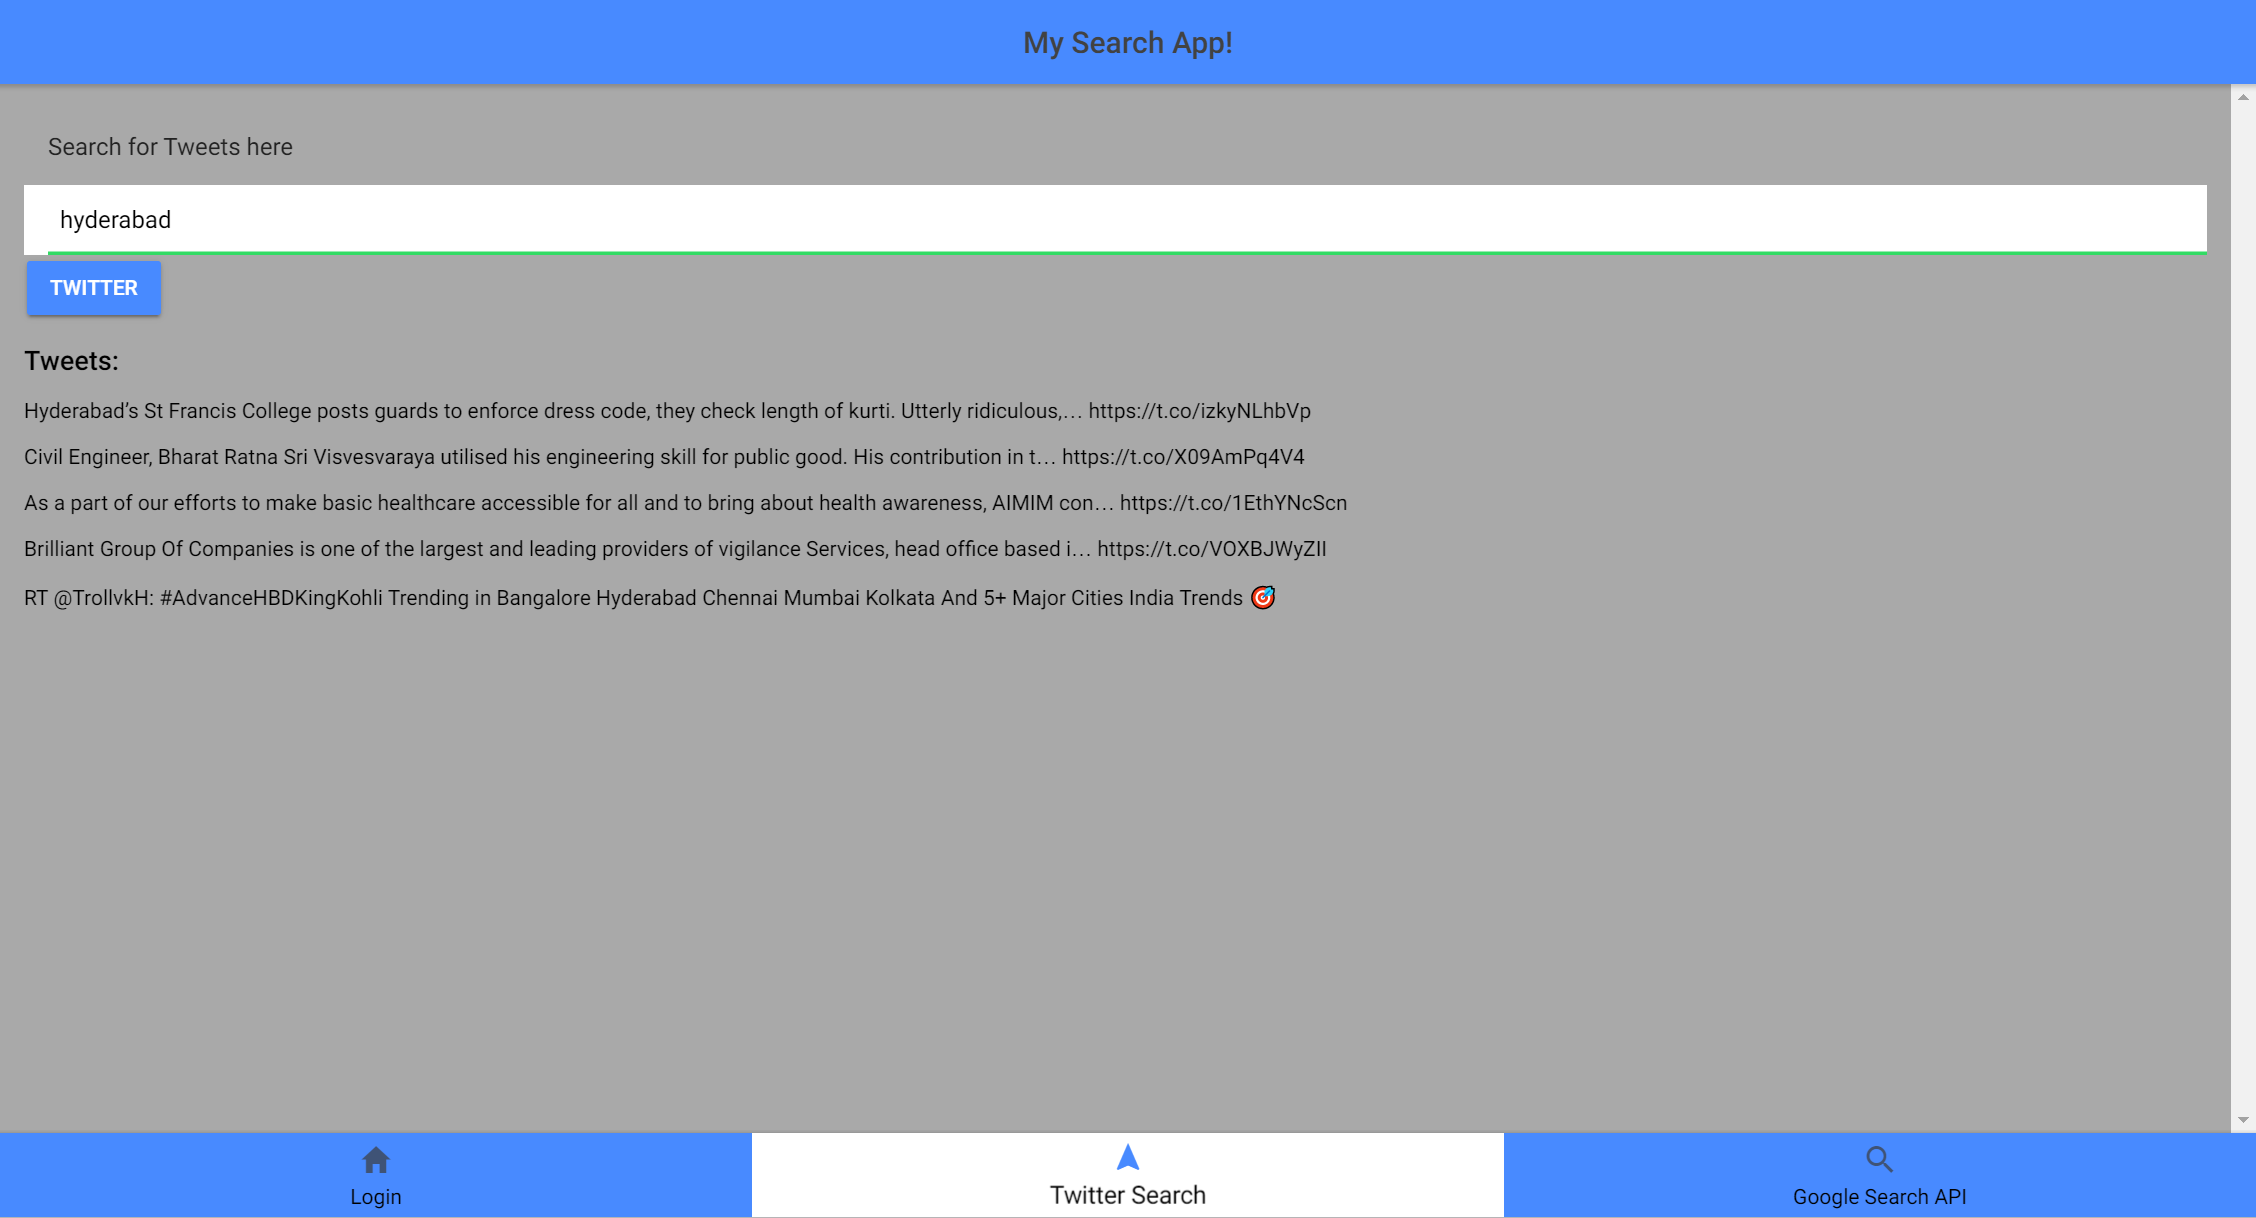 My Search App!
Search for Tweets here
hyderabad
TWITTER
Tweets:
Hyderabad’s St Francis College posts guards to enforce dress code, they check length of kurti. Utterly ridiculous,… https://t.co/izkyNLhbVp
Civil Engineer, Bharat Ratna Sri Visvesvaraya utilised his engineering skill for public good. His contribution in t… https://t.co/X09AmPq4V4
As a part of our efforts to make basic healthcare accessible for all and to bring about health awareness, AIMIM con… https://t.co/1EthYNcScn
Brilliant Group Of Companies is one of the largest and leading providers of vigilance Services, head office based i… https://t.co/VOXBJWyZII
RT @TrollvkH: #AdvanceHBDKingKohli Trending in Bangalore Hyderabad Chennai Mumbai Kolkata And 5+ Major Cities India Trends 🎯
Login
Twitter Search
Google Search API